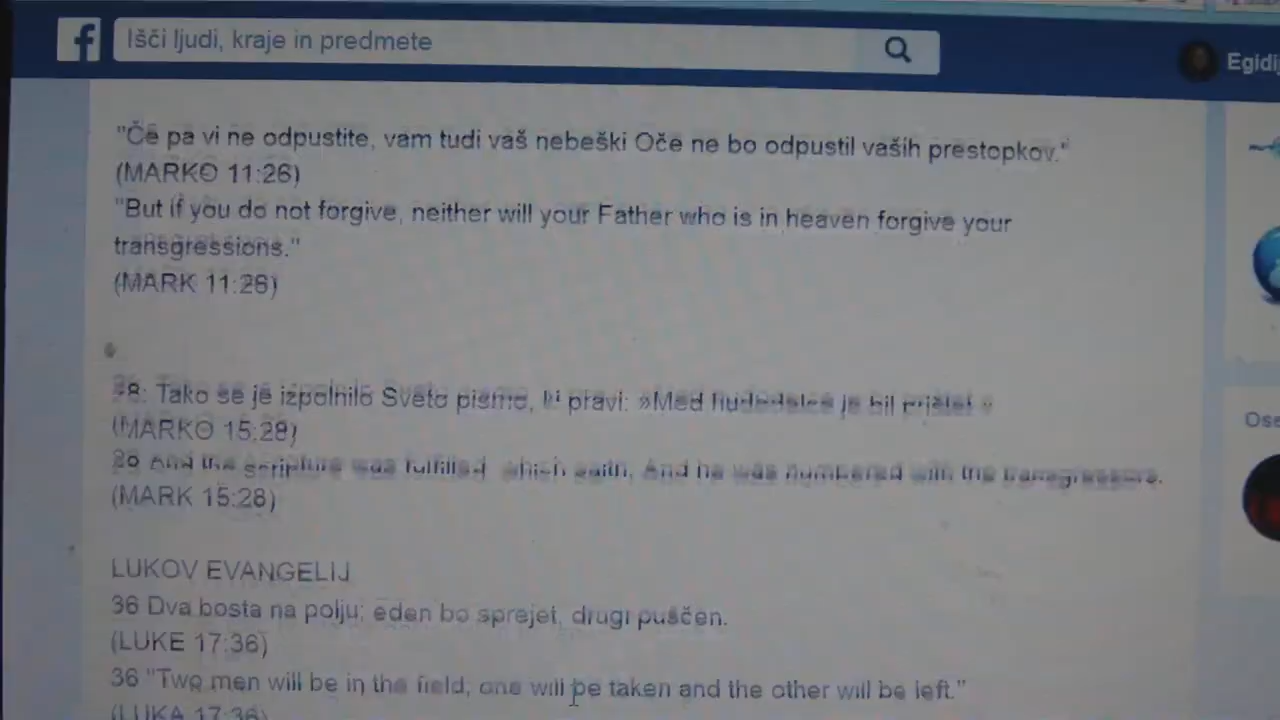 f
Išči ljudi, kraje in predmete
Egidij
"Če pa vi ne odpustite, vam tudi vaš nebeški Oče ne bo odpustil vaših prestopkov."
(MARKO 11:26)
"But if you do not forgive, neither will your Father who is in heaven forgive your
transgressions."
(MARK 11:26)
28: Tako se je izpolnilo Sveto pismo, ki pravi: »Med hudodelce je bil prištet.«
(MARKO 15:28)
28 And the scripture was fulfilled, which saith, And he was numbered with the transgressors.
(MARK 15:28)
Ose
LUKOV EVANGELIJ
36 Dva bosta na polju; eden bo sprejet, drugi puščen.
(LUKE 17:36)
36 "Two men will be in the field; one will be taken and the other will be left."
(LUKA 17:36)